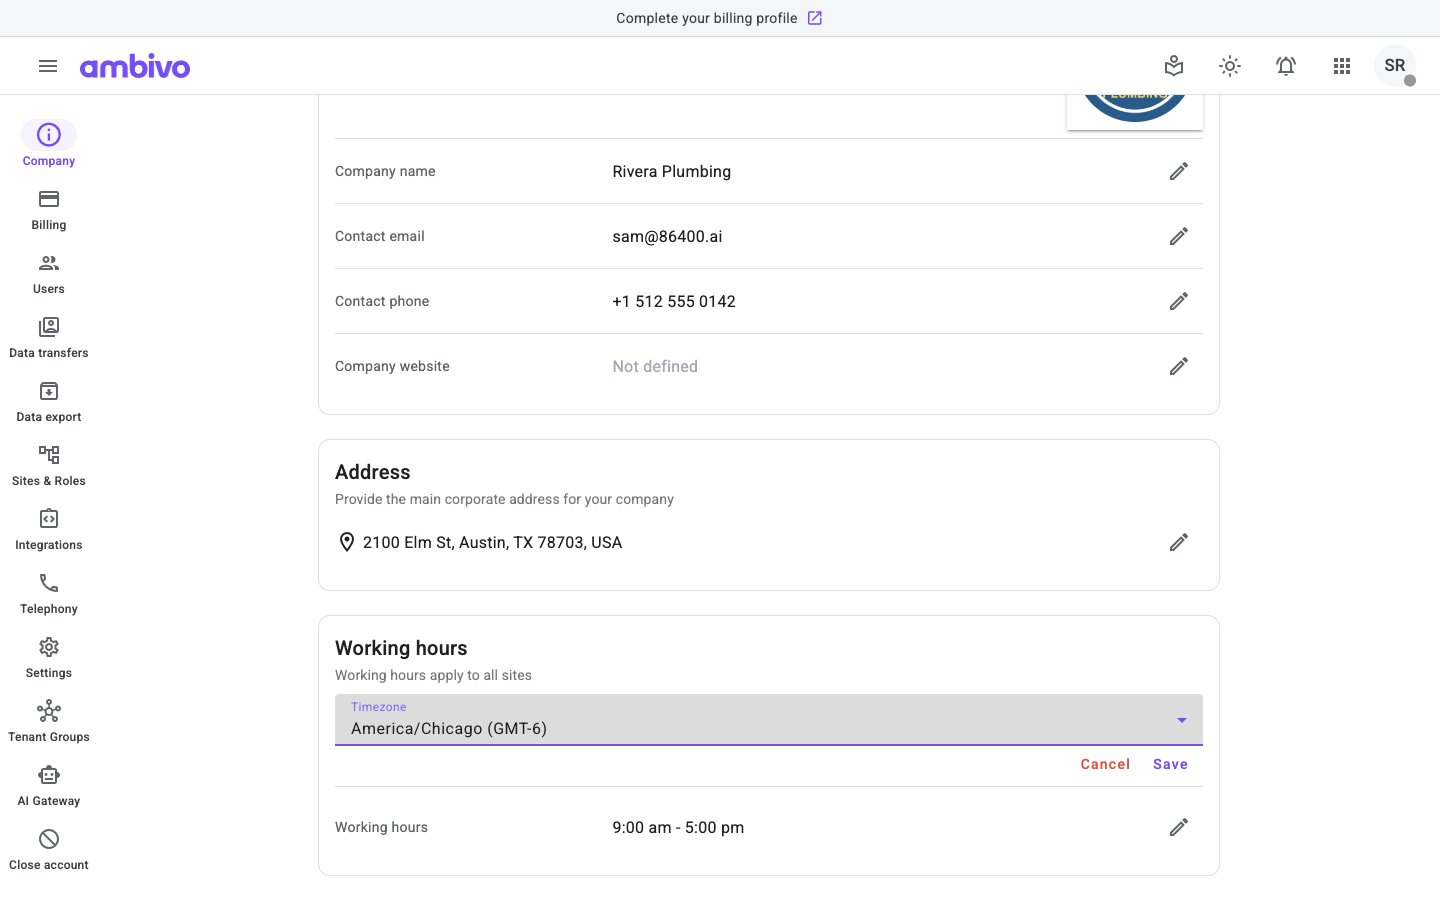 Complete your billing profile
ambivo
SR
Company
Billing
Users
Data transfers
Data export
Sites & Roles
Integrations
Telephony
Settings
Tenant Groups
AI Gateway
Close account
PLUMBING
Company name
Rivera Plumbing
Contact email
sam@86400.ai
Contact phone
+1 512 555 0142
Company website
Not defined
Address
Provide the main corporate address for your company
2100 Elm St, Austin, TX 78703, USA
Working hours
Working hours apply to all sites
Timezone
America/Chicago (GMT-6)
Cancel
Save
Working hours
9:00 am - 5:00 pm